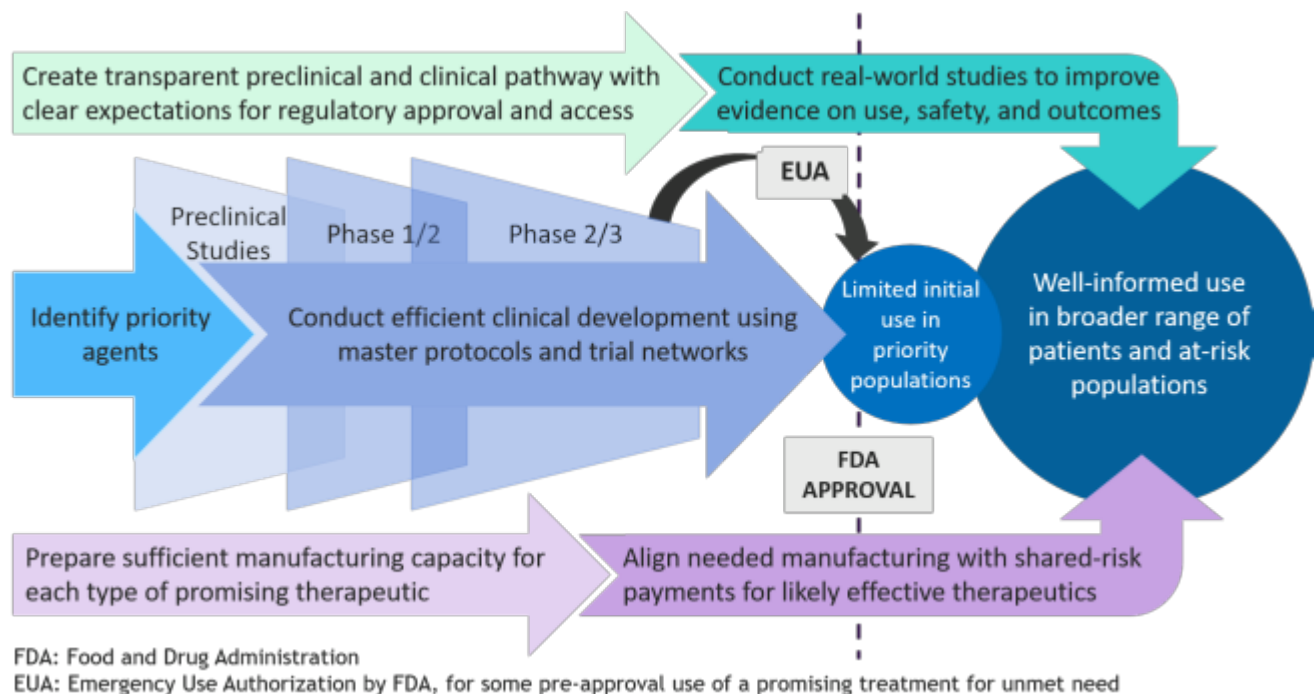 Create transparent preclinical and clinical pathway with
clear expectations for regulatory approval and access
Conduct real-world studies to improve
evidence on use, safety, and outcomes
EUA
Preclinical
Studies
Phase 1/2
Phase 2/3
Identify priority
agents
Conduct efficient clinical development using
master protocols and trial networks
Limited initial
use in
priority
populations
Well-informed use
in broader range of
patients and at-risk
populations
FDA
APPROVAL
Prepare sufficient manufacturing capacity for
each type of promising therapeutic
Align needed manufacturing with shared-risk
payments for likely effective therapeutics
FDA: Food and Drug Administration
EUA: Emergency Use Authorization by FDA, for some pre-approval use of a promising treatment for unmet need